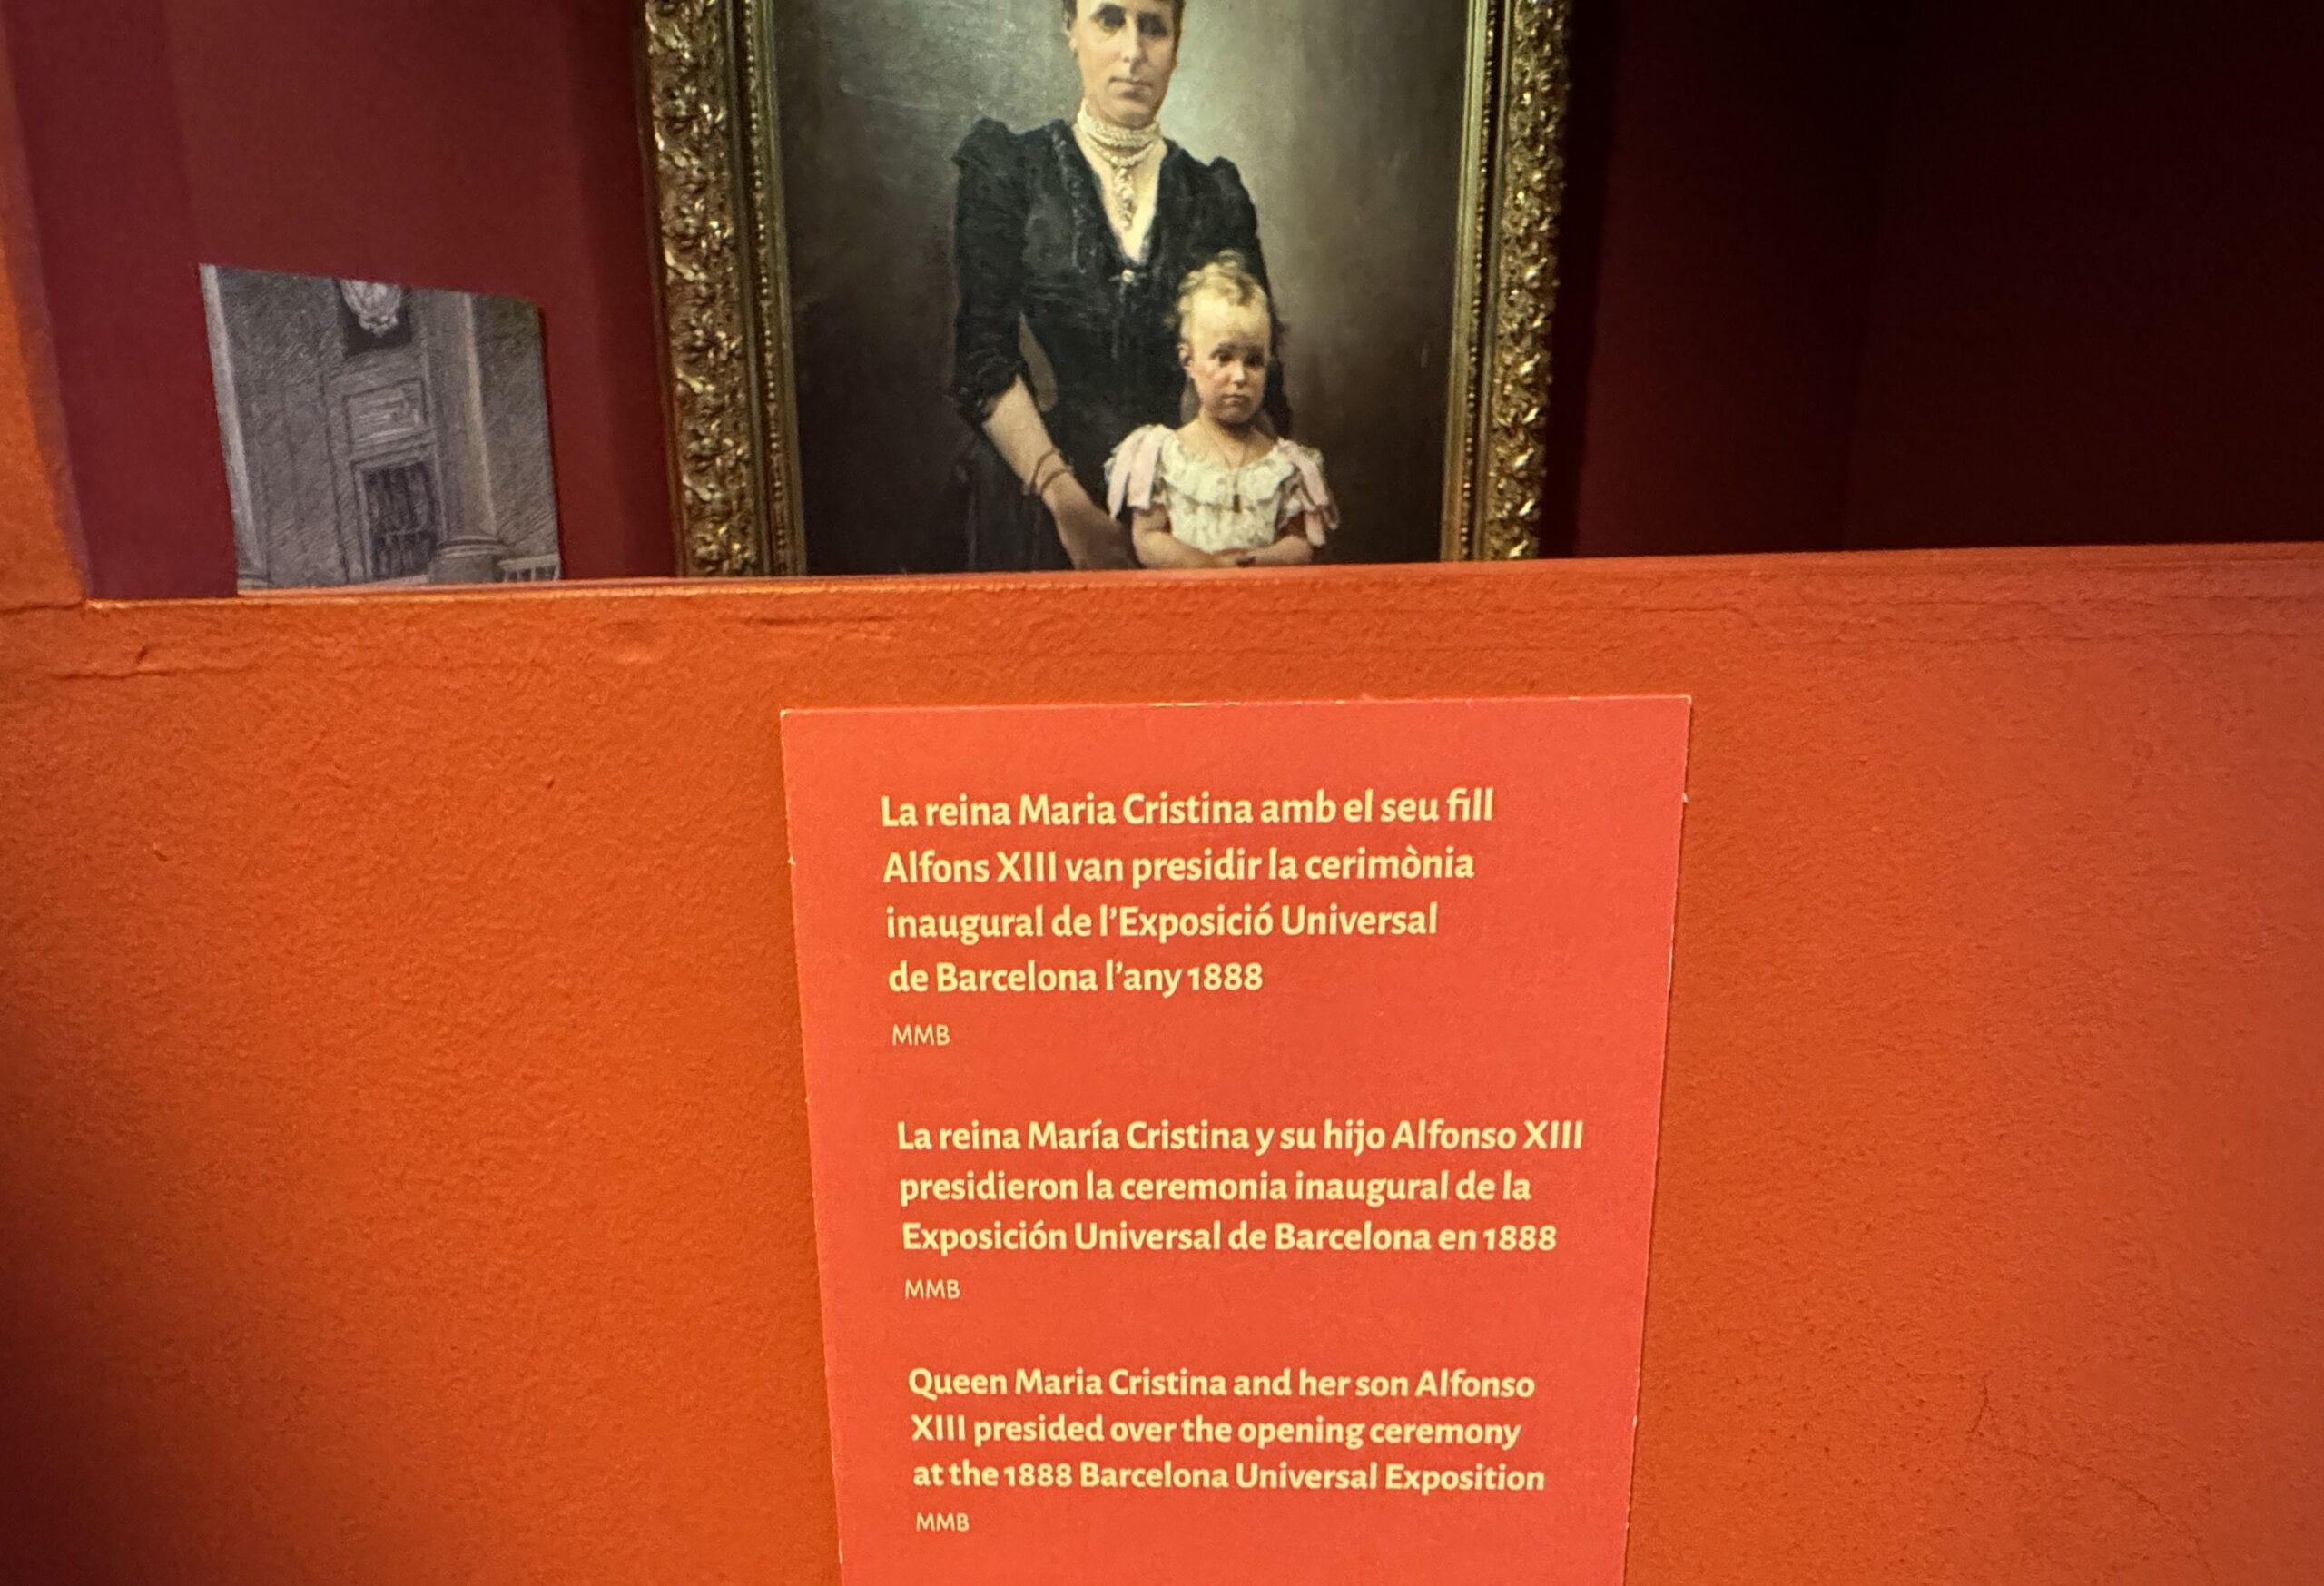 La reina Maria Cristina amb el seu fill
Alfons XIII van presidir la cerimònia
inaugural de l’Exposició Universal
de Barcelona l’any 1888
MMB
La reina María Cristina y su hijo Alfonso XIII
presidieron la ceremonia inaugural de la
Exposición Universal de Barcelona en 1888
MMB
Queen Maria Cristina and her son Alfonso
XIII presided over the opening ceremony
at the 1888 Barcelona Universal Exposition
MMB